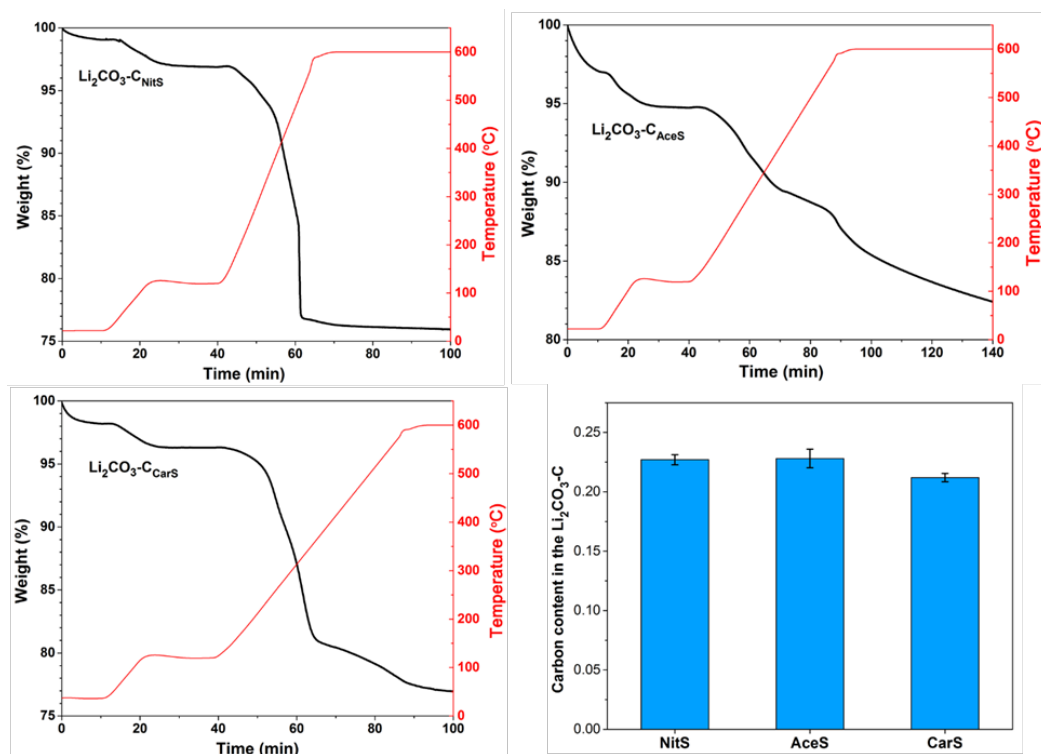 100
95
90
85
80
75
Weight (%)
Li₂CO₃-C_NitS
600
500
400
300
200
100
0
Temperature (°C)
0 20 40 60 80 100
Time (min)
100
95
90
85
80
Weight (%)
Li₂CO₃-C_AceS
600
500
400
300
200
100
0
Temperature (°C)
0 20 40 60 80 100 120 140
Time (min)
100
95
90
85
80
75
Weight (%)
Li₂CO₃-C_CarS
600
500
400
300
200
100
0
Temperature (°C)
0 20 40 60 80 100
Time (min)
0.25
0.20
0.15
0.10
0.05
0.00
Carbon content in the Li₂CO₃-C
NitS AceS CarS